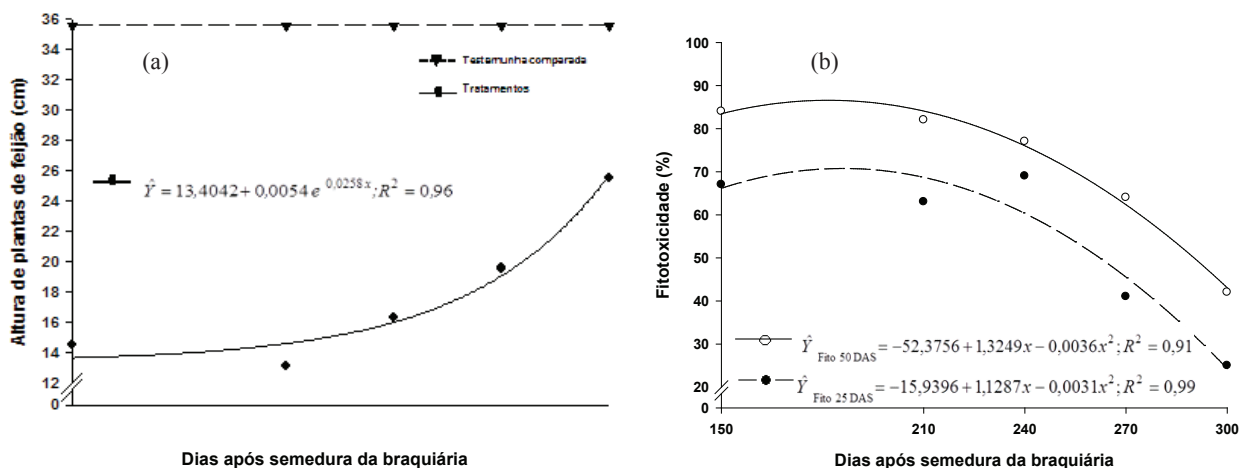 (a)
Altura de plantas de feijão (cm)
36
34
32
30
28
26
24
22
20
18
16
14
12
0
Testemunha comparada
Tratamentos
Ŷ = 13,4042 + 0,0054 e^0,0258x; R² = 0,96
Dias após semedura da braquiária
(b)
Fitotoxicidade (%)
100
90
80
70
60
50
40
30
20
0
Ŷ Fito 50 DAS = −52,3756 + 1,3249x − 0,0036x²; R² = 0,91
Ŷ Fito 25 DAS = −15,9396 + 1,1287x − 0,0031x²; R² = 0,99
150
210
240
270
300
Dias após semedura da braquiária